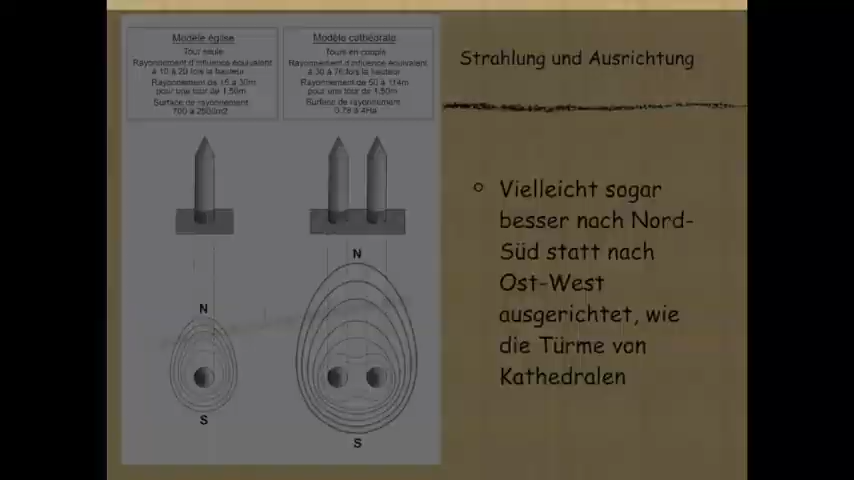 Modèle église
Tour seule
Rayonnement d'influence équivalent
à 10 à 20 fois la hauteur
Rayonnement de 15 à 30m
pour une tour de 1.50m
Surface de rayonnement
700 à 2500m2
Modèle cathédrale
Tours en couple
Rayonnement d'influence équivalent
à 30 à 76 fois la hauteur
Rayonnement de 50 à 114m
pour une tour de 1.50m
Surface de rayonnement
0.78 à 4Ha
N
S
N
S
Strahlung und Ausrichtung
Vielleicht sogar
besser nach Nord-
Süd statt nach
Ost-West
ausgerichtet, wie
die Türme von
Kathedralen